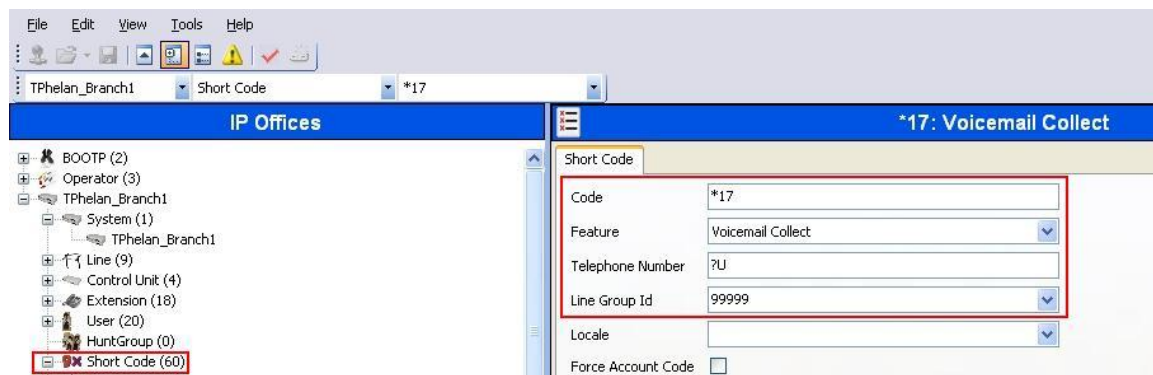 File Edit View Tools Help
TPhelan_Branch1 Short Code *17
IP Offices
*17: Voicemail Collect
BOOTP (2)
Operator (3)
TPhelan_Branch1
System (1)
TPhelan_Branch1
Line (9)
Control Unit (4)
Extension (18)
User (20)
HuntGroup (0)
Short Code (60)
Short Code
Code *17
Feature Voicemail Collect
Telephone Number ?U
Line Group Id 99999
Locale
Force Account Code